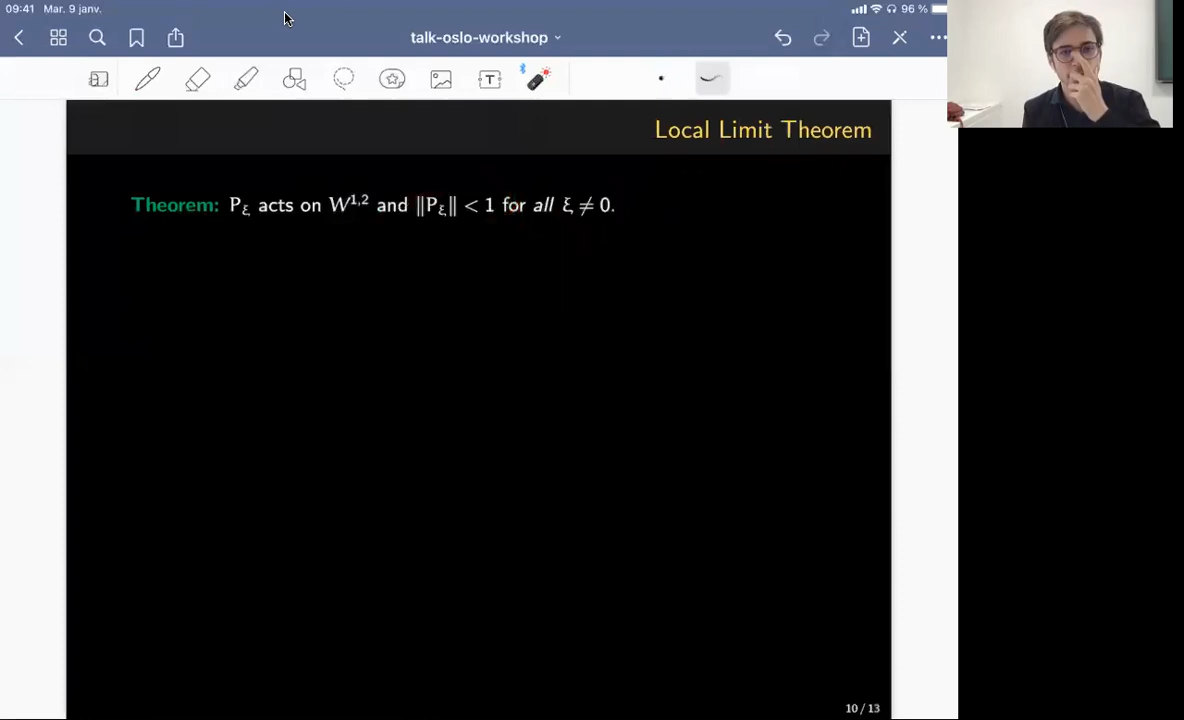 09:41 Mar. 9 janv. 96 %
talk-oslo-workshop
T
Local Limit Theorem
Theorem: P_ξ acts on W^{1,2} and ‖P_ξ‖ < 1 for all ξ ≠ 0.
10 / 13